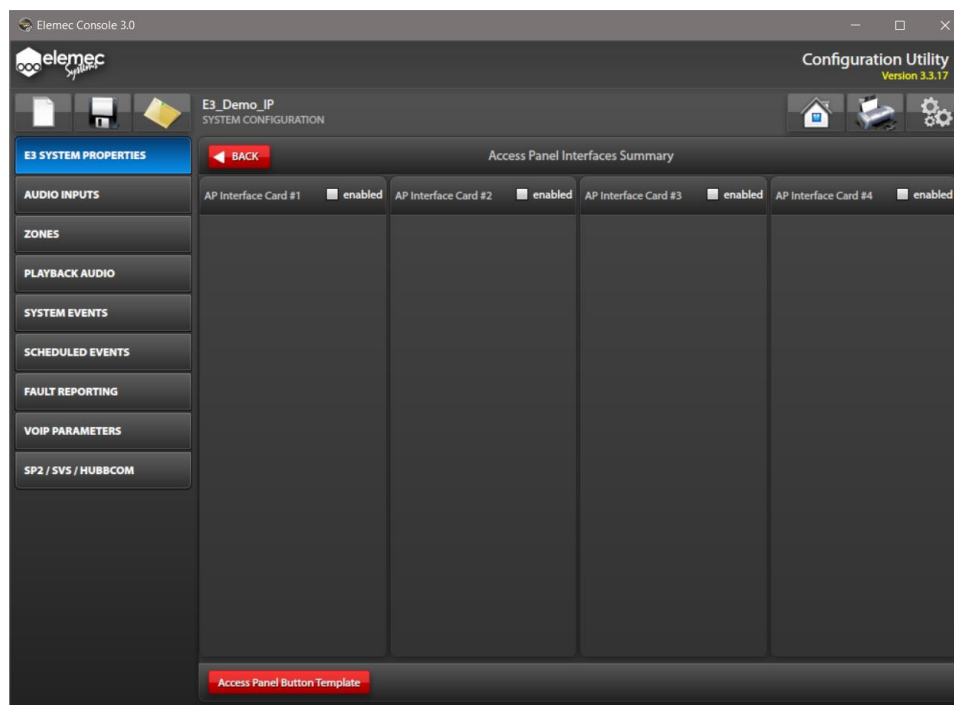 Elemec Console 3.0
elemec
Systems
Configuration Utility
Version 3.3.17
E3_Demo_IP
SYSTEM CONFIGURATION
E3 SYSTEM PROPERTIES
BACK
Access Panel Interfaces Summary
AUDIO INPUTS
AP Interface Card #1 enabled AP Interface Card #2 enabled AP Interface Card #3 enabled AP Interface Card #4 enabled
ZONES
PLAYBACK AUDIO
SYSTEM EVENTS
SCHEDULED EVENTS
FAULT REPORTING
VOIP PARAMETERS
SP2 / SVS / HUBBCOM
Access Panel Button Template